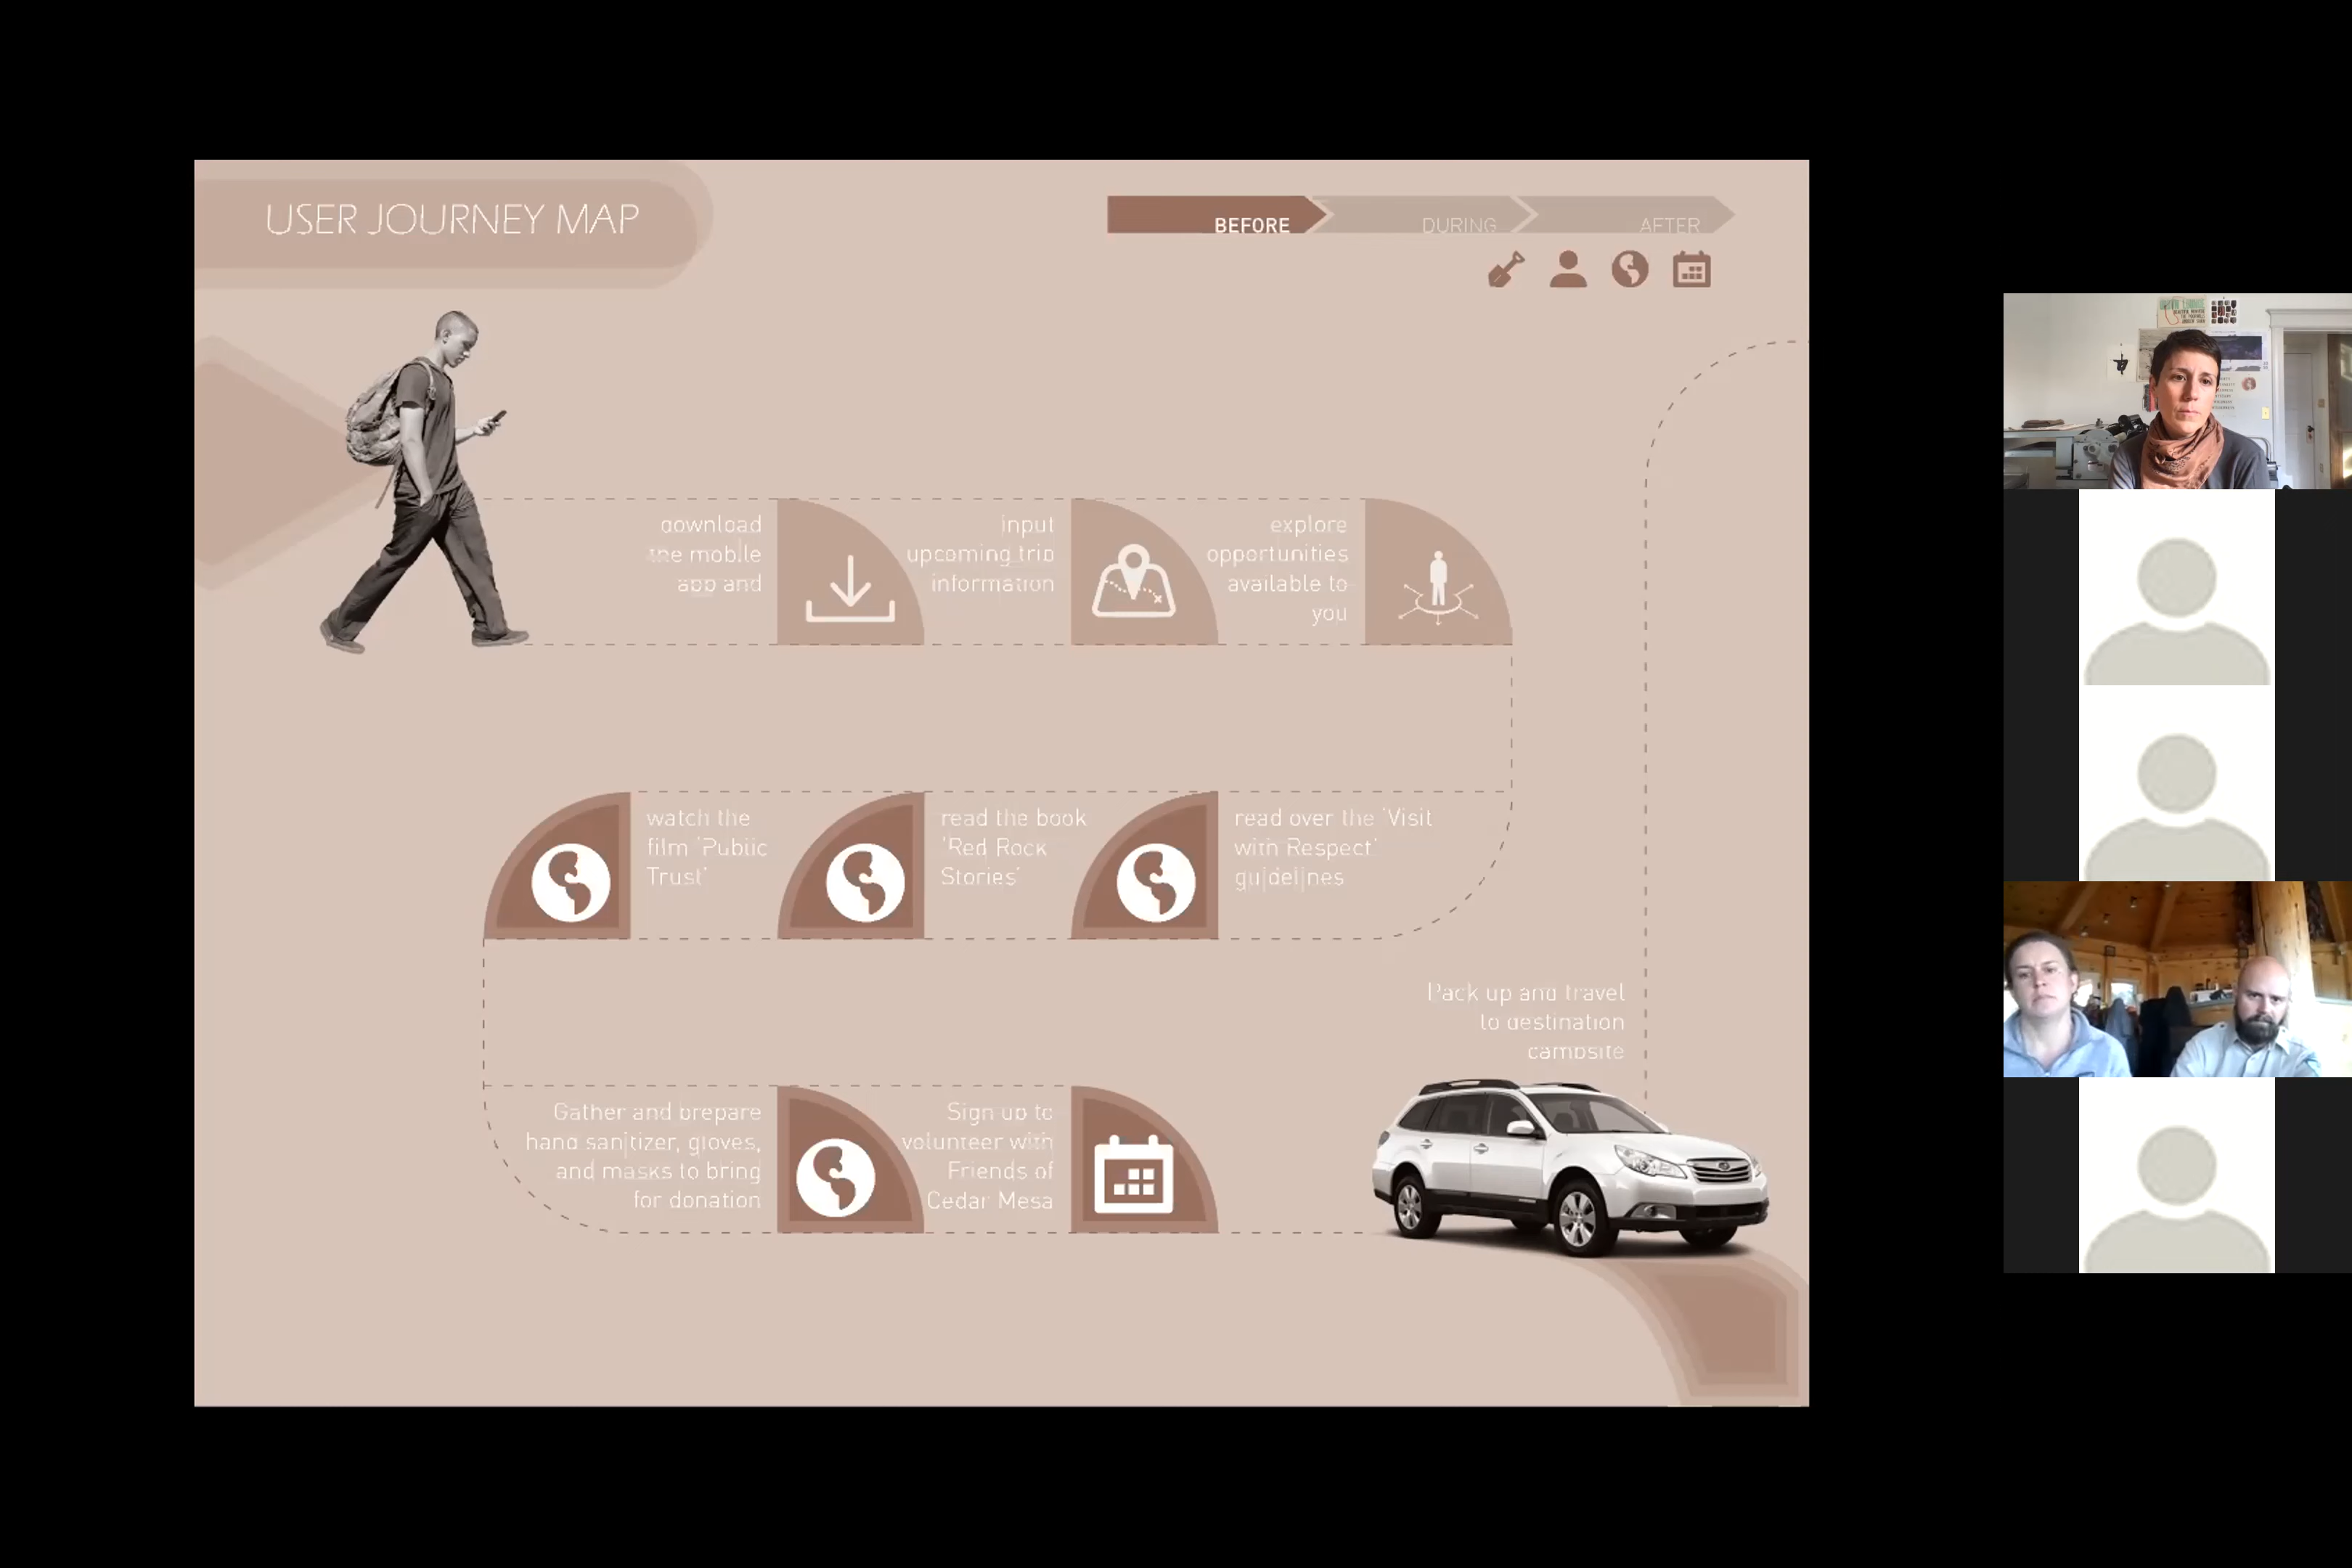 USER JOURNEY MAP
BEFORE
DURING
AFTER
download
the mobile
app and
input
upcoming trip
information
explore
opportunities
available to
you
read over the 'Visit
with Respect'
guidelines
read the book
'Red Rock
Stories'
watch the
film 'Public
Trust'
Gather and prepare
hand sanitizer, gloves,
and masks to bring
for donation
Sign up to
volunteer with
Friends of
Cedar Mesa
Pack up and travel
to destination
campsite